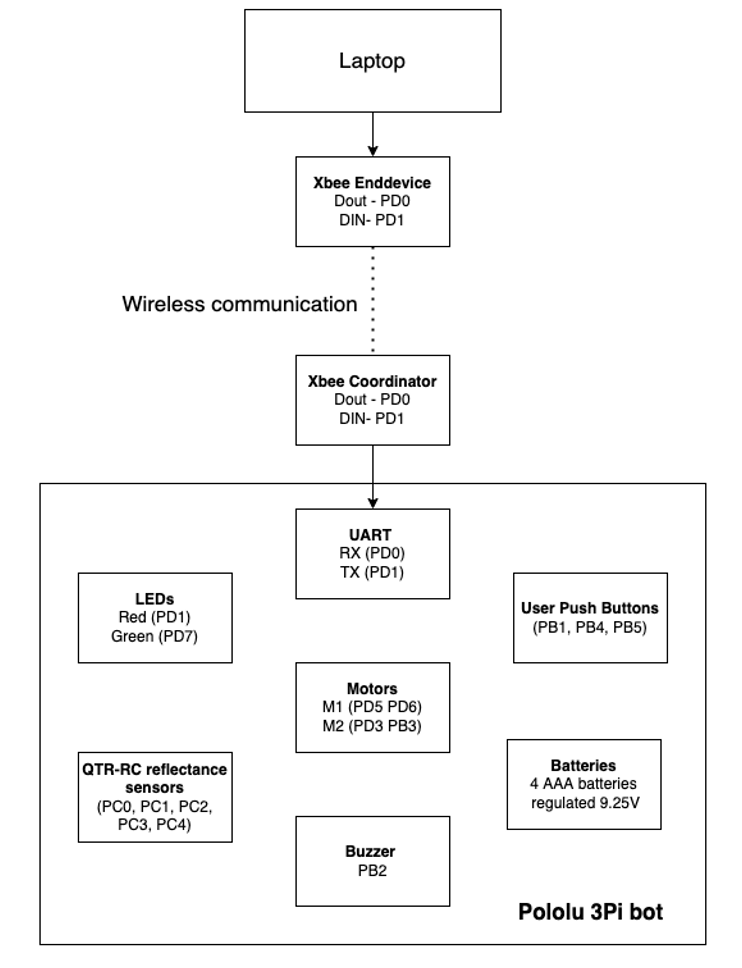 Laptop
Xbee Enddevice
Dout - PD0
DIN- PD1
Wireless communication
Xbee Coordinator
Dout - PD0
DIN- PD1
UART
RX (PD0)
TX (PD1)
LEDs
Red (PD1)
Green (PD7)
User Push Buttons
(PB1, PB4, PB5)
Motors
M1 (PD5 PD6)
M2 (PD3 PB3)
QTR-RC reflectance
sensors
(PC0, PC1, PC2,
PC3, PC4)
Batteries
4 AAA batteries
regulated 9.25V
Buzzer
PB2
Pololu 3Pi bot